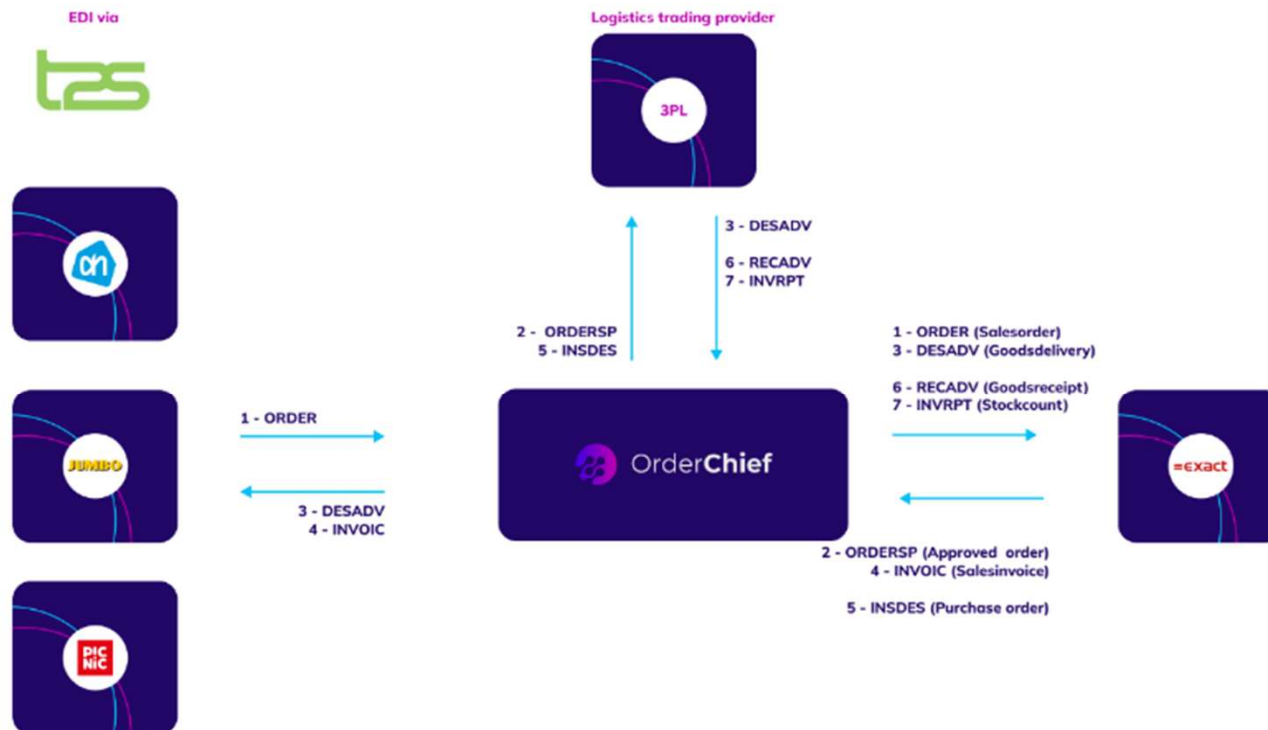 EDI via
t2s
Logistics trading provider
3PL
ah
3 - DESADV
6 - RECADV
7 - INVRPT
2 - ORDERSP
5 - INSDES
1 - ORDER (Salesorder)
3 - DESADV (Goodsdelivery)
6 - RECADV (Goodsreceipt)
7 - INVRPT (Stockcount)
1 - ORDER
JUMBO
OrderChief
=exact
3 - DESADV
4 - INVOIC
2 - ORDERSP (Approved order)
4 - INVOIC (Salesinvoice)
5 - INSDES (Purchase order)
PIC
NiC